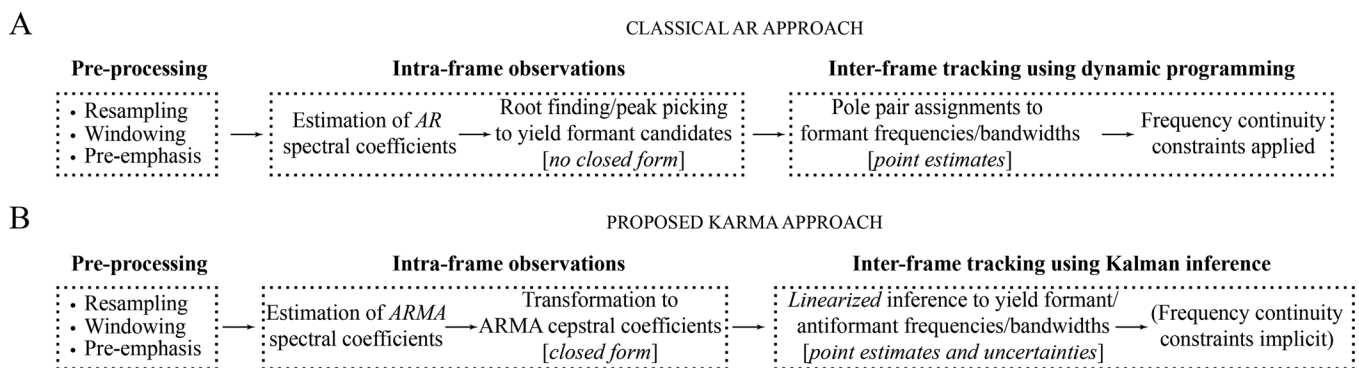 A
CLASSICAL AR APPROACH
Pre-processing
• Resampling
• Windowing
• Pre-emphasis
Intra-frame observations
Estimation of AR
spectral coefficients
Root finding/peak picking
to yield formant candidates
[no closed form]
Inter-frame tracking using dynamic programming
Pole pair assignments to
formant frequencies/bandwidths
[point estimates]
Frequency continuity
constraints applied
B
PROPOSED KARMA APPROACH
Pre-processing
• Resampling
• Windowing
• Pre-emphasis
Intra-frame observations
Estimation of ARMA
spectral coefficients
Transformation to
ARMA cepstral coefficients
[closed form]
Inter-frame tracking using Kalman inference
Linearized inference to yield formant/
antiformant frequencies/bandwidths
[point estimates and uncertainties]
(Frequency continuity
constraints implicit)